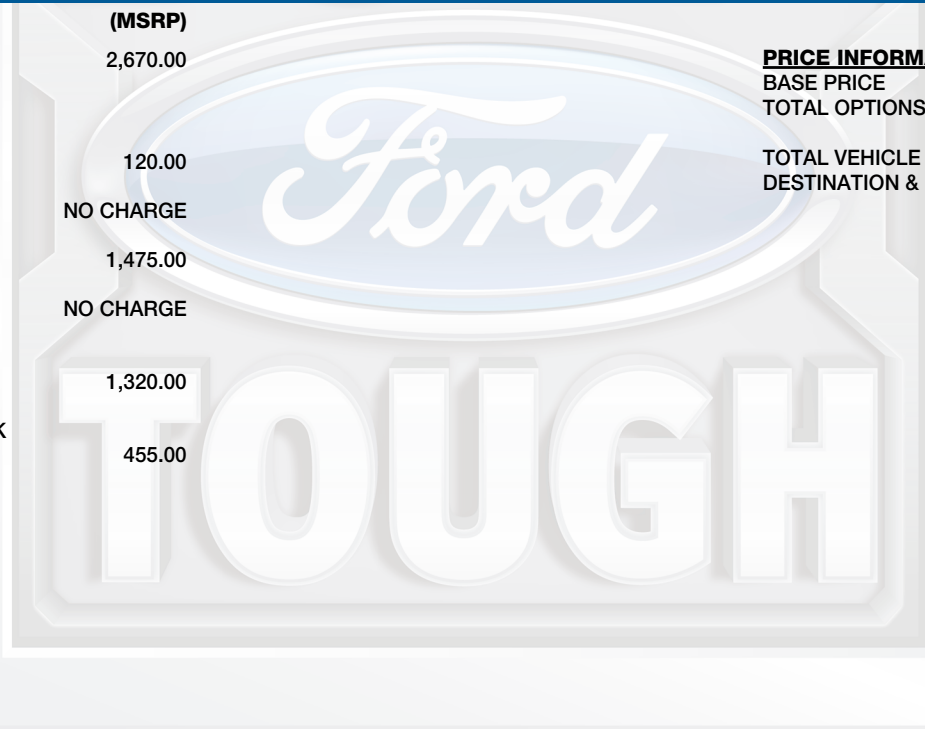 (MSRP)
2,670.00
120.00
NO CHARGE
1,475.00
NO CHARGE
1,320.00
K
455.00
PRICE INFORMA
BASE PRICE
TOTAL OPTIONS
TOTAL VEHICLE
DESTINATION &
Ford
TOUGH